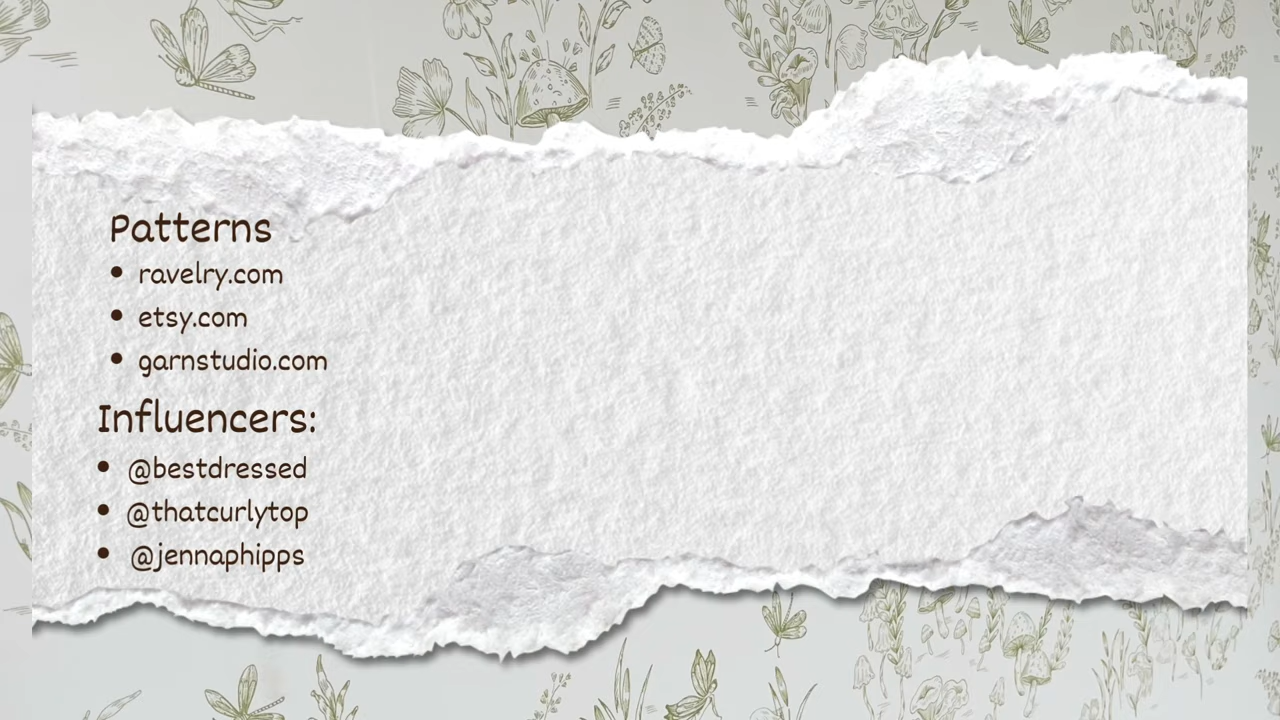 Patterns
• ravelry.com
• etsy.com
• garnstudio.com
Influencers:
• @bestdressed
• @thatcurlytop
• @jennaphipps